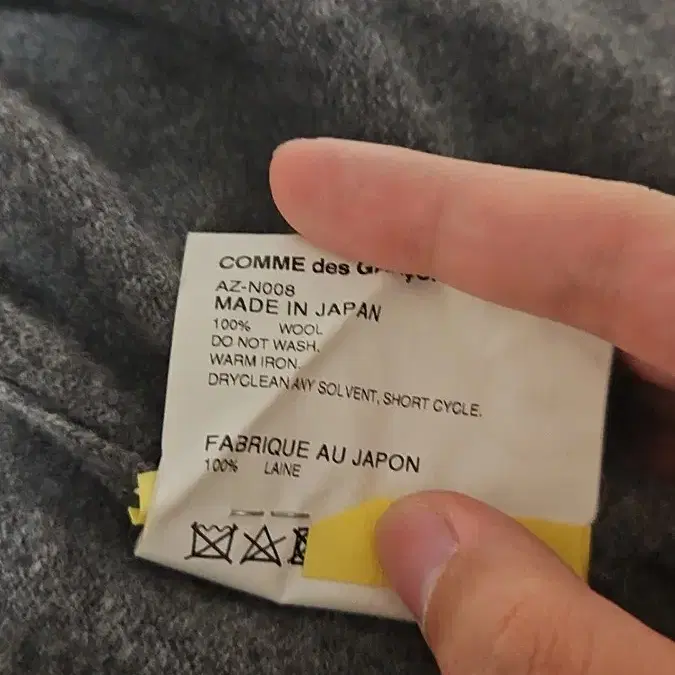 COMME des
AZ-N008
MADE IN JAPAN
100% WOOL
DO NOT WASH.
WARM IRON.
DRYCLEAN ANY SOLVENT, SHORT CYCLE.
FABRIQUE AU JAPON
100% LAINE